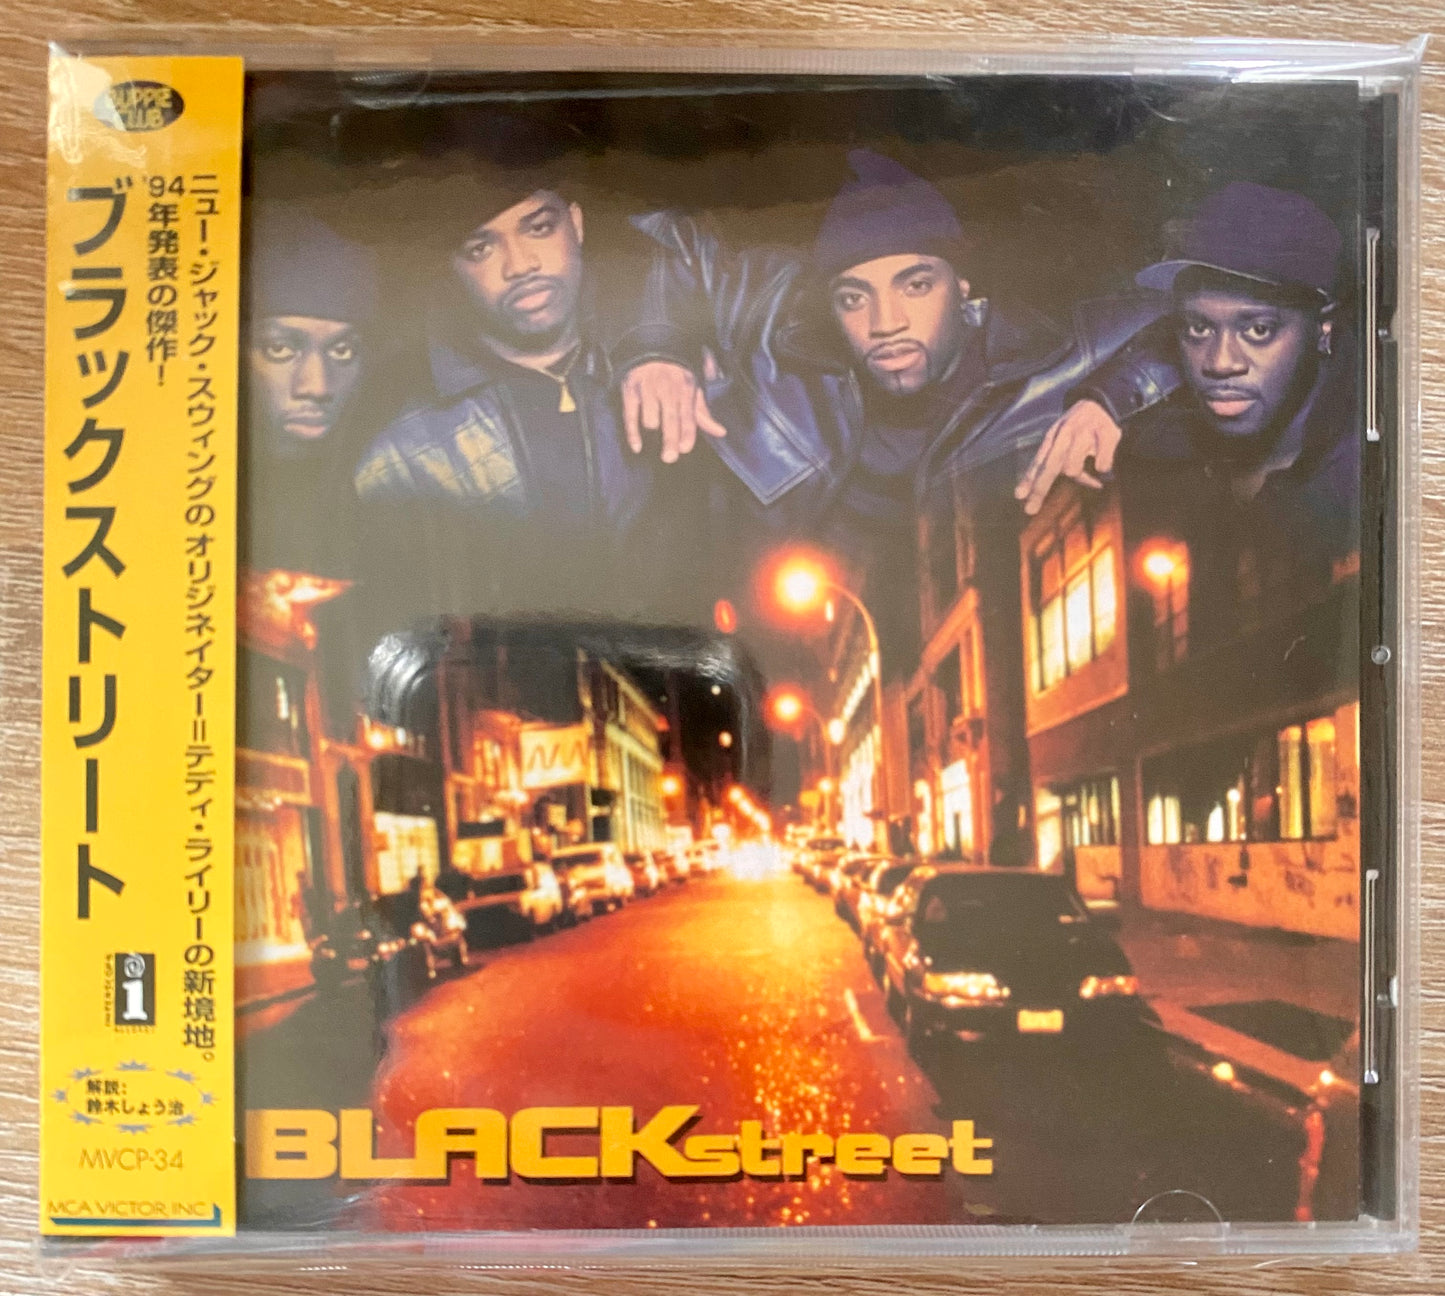 BUPPIE
CLUB
ニュー・ジャック・スウィングのオリジネイター=テディ・ライリーの新境地。
'94年発表の傑作!
ブラックストリート
i
RECORDS
解説:
鈴木しょう治
MVCP-34
MCA VICTOR, INC.
BLACKstreet